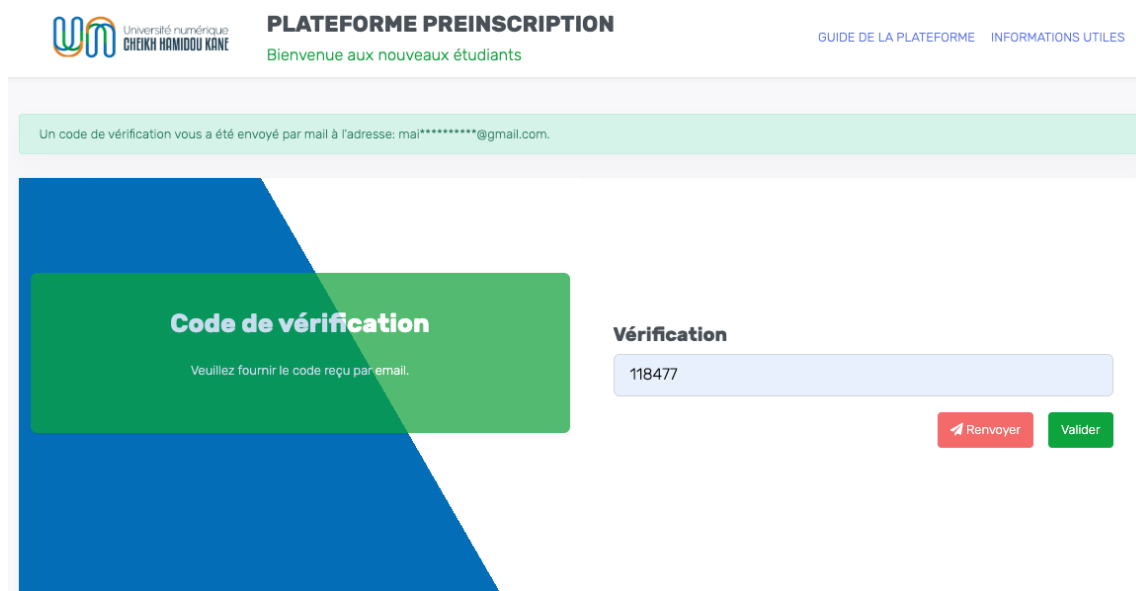 Université numérique
CHEIKH HAMIDOU KANE
PLATEFORME PREINSCRIPTION
Bienvenue aux nouveaux étudiants
GUIDE DE LA PLATEFORME INFORMATIONS UTILES
Un code de vérification vous a été envoyé par mail à l'adresse: mai**********@gmail.com.
Code de vérification
Veuillez fournir le code reçu par email.
Vérification
118477
Renvoyer Valider